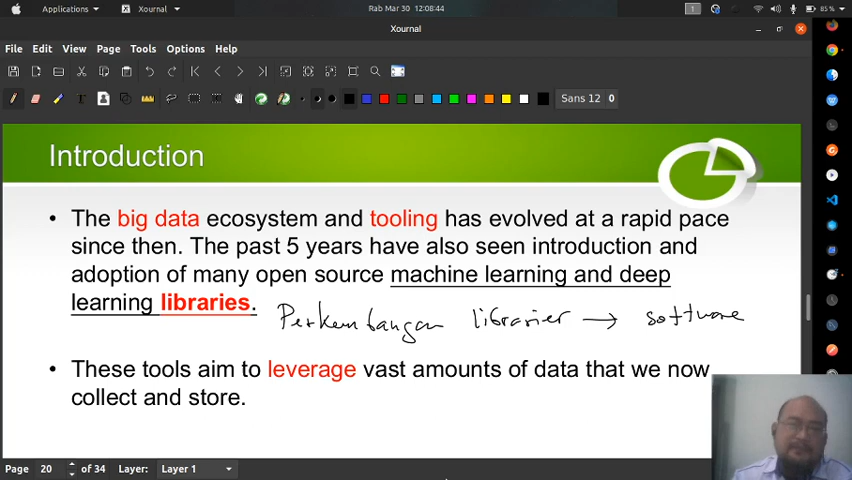 Applications
Xournal
Rab Mar 30 12:08:44
1
85 %
Xournal
File Edit View Page Tools Options Help
Sans 12 0
Introduction
• The big data ecosystem and tooling has evolved at a rapid pace
since then. The past 5 years have also seen introduction and
adoption of many open source machine learning and deep
learning libraries.
Perkembangan libraries → software
• These tools aim to leverage vast amounts of data that we now
collect and store.
Page 20 of 34 Layer: Layer 1